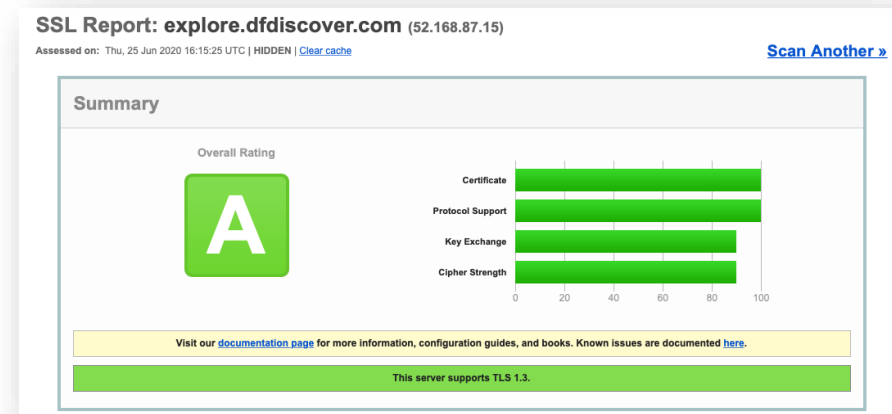 SSL Report: explore.dfdiscover.com (52.168.87.15)
Assessed on: Thu, 25 Jun 2020 16:15:25 UTC | HIDDEN | Clear cache
Scan Another »
Summary
Overall Rating
A
Certificate
Protocol Support
Key Exchange
Cipher Strength
0 20 40 60 80 100
Visit our documentation page for more information, configuration guides, and books. Known issues are documented here.
This server supports TLS 1.3.